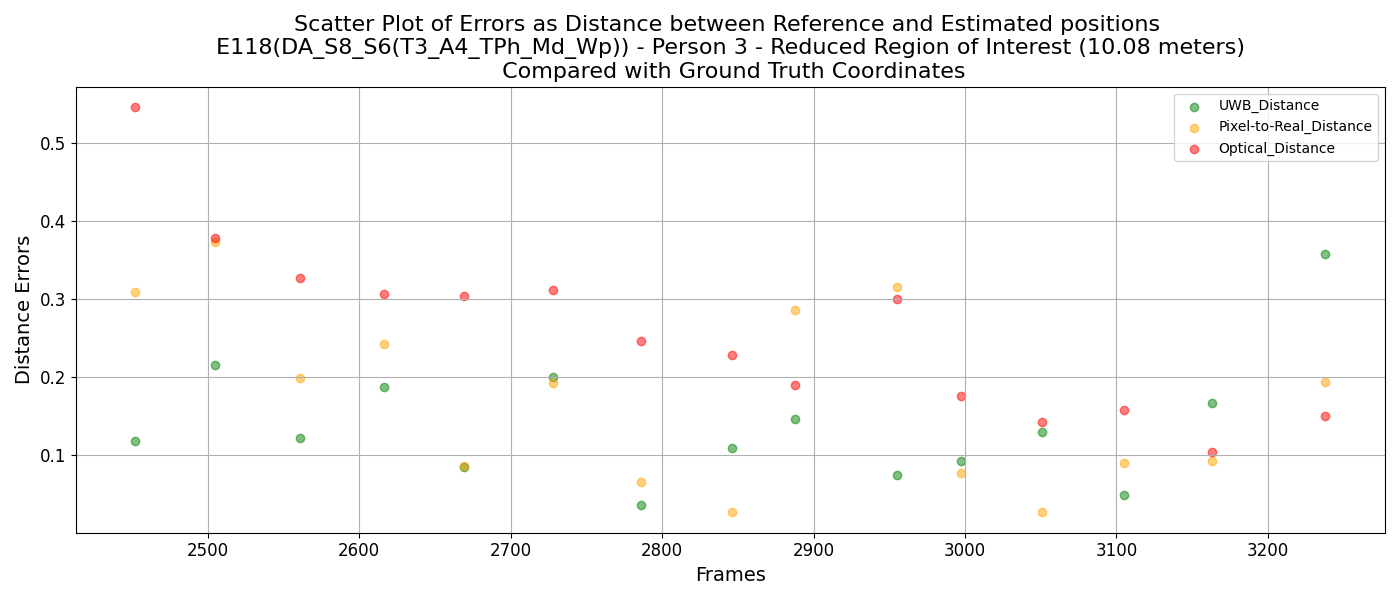 Scatter Plot of Errors as Distance between Reference and Estimated positions
E118(DA_S8_S6(T3_A4_TPh_Md_Wp)) - Person 3 - Reduced Region of Interest (10.08 meters)
Compared with Ground Truth Coordinates
UWB_Distance
Pixel-to-Real_Distance
Optical_Distance
Distance Errors
0.5
0.4
0.3
0.2
0.1
2500 2600 2700 2800 2900 3000 3100 3200
Frames